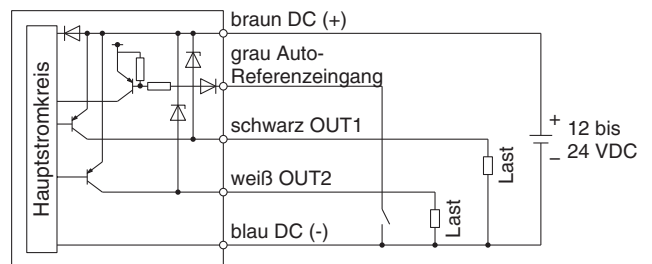 braun DC (+)
grau Auto-
Referenzeingang
schwarz OUT1
weiß OUT2
blau DC (-)
Hauptstromkreis
Last
Last
+
12 bis
24 VDC
−